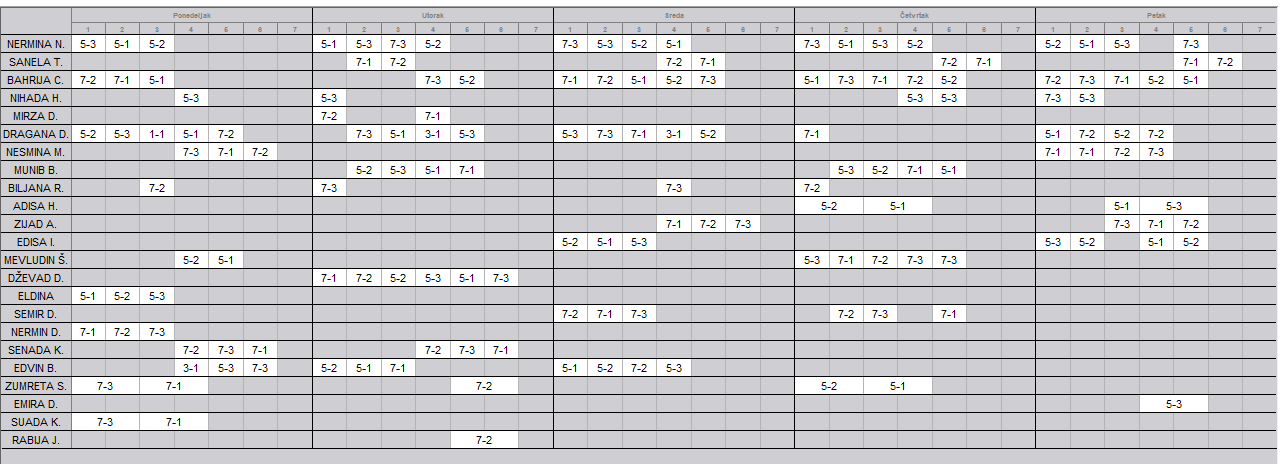 Ponedeljak Utorak Sreda Četvrtak Petak
1 2 3 4 5 6 7 1 2 3 4 5 6 7 1 2 3 4 5 6 7 1 2 3 4 5 6 7 1 2 3 4 5 6 7
NERMINA N. 5-3 5-1 5-2 5-1 5-3 7-3 5-2 7-3 5-3 5-2 5-1 7-3 5-1 5-3 5-2 5-2 5-1 5-3 7-3
SANELA T. 7-1 7-2 7-2 7-1 7-2 7-1 7-1 7-2
BAHRIJA C. 7-2 7-1 5-1 7-3 5-2 7-1 7-2 5-1 5-2 7-3 5-1 7-3 7-1 7-2 5-2 7-2 7-3 7-1 5-2 5-1
NIHADA H. 5-3 5-3 5-3 5-3 7-3 5-3
MIRZA D. 7-2 7-1
DRAGANA D. 5-2 5-3 1-1 5-1 7-2 7-3 5-1 3-1 5-3 5-3 7-3 7-1 3-1 5-2 7-1 5-1 7-2 5-2 7-2
NESMINA M. 7-3 7-1 7-2 7-1 7-1 7-2 7-3
MUNIB B. 5-2 5-3 5-1 7-1 5-3 5-2 7-1 5-1
BILJANA R. 7-2 7-3 7-3 7-2
ADISA H. 5-2 5-1 5-1 5-3
ZIJAD A. 7-1 7-2 7-3 7-3 7-1 7-2
EDISA I. 5-2 5-1 5-3 5-3 5-2 5-1 5-2
MEVLUDIN Š. 5-2 5-1 5-3 7-1 7-2 7-3 7-3
DŽEVAD D. 7-1 7-2 5-2 5-3 5-1 7-3
ELDINA 5-1 5-2 5-3
SEMIR D. 7-2 7-1 7-3 7-2 7-3 7-1
NERMIN D. 7-1 7-2 7-3
SENADA K. 7-2 7-3 7-1 7-2 7-3 7-1
EDVIN B. 3-1 5-3 7-3 5-2 5-1 7-1 5-1 5-2 7-2 5-3
ZUMRETA S. 7-3 7-1 7-2 5-2 5-1
EMIRA D. 5-3
SUADA K. 7-3 7-1
RABIJA J. 7-2